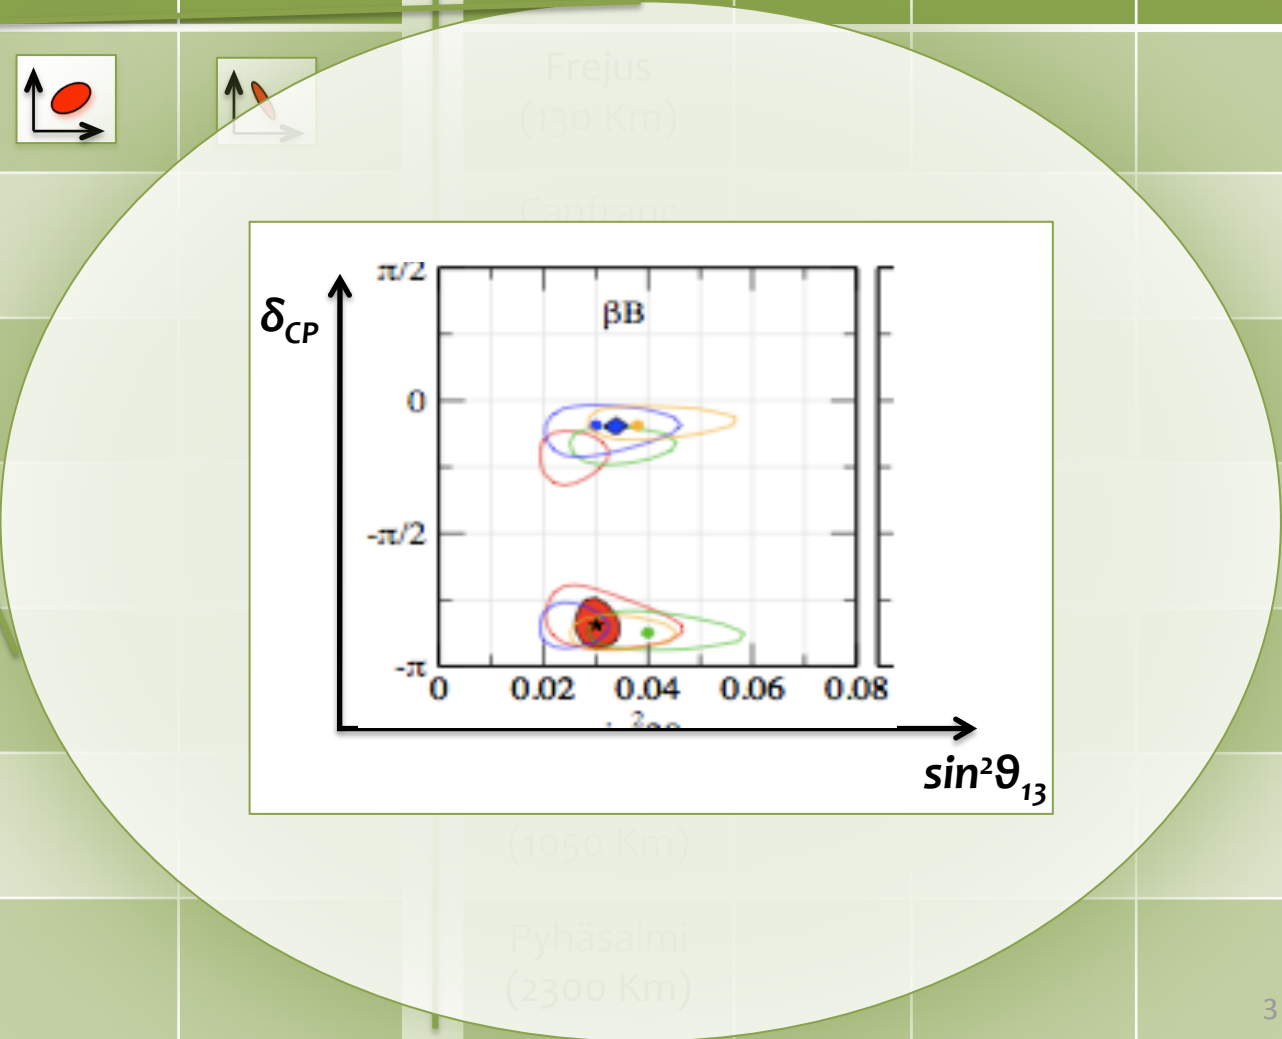 Frejus
(130 Km)
Canfranc
π/2
δCP
βB
0
-π/2
-π
0 0.02 0.04 0.06 0.08
sin²ϑ13
(1050 Km)
Pyhäsalmi
(2300 Km)
3